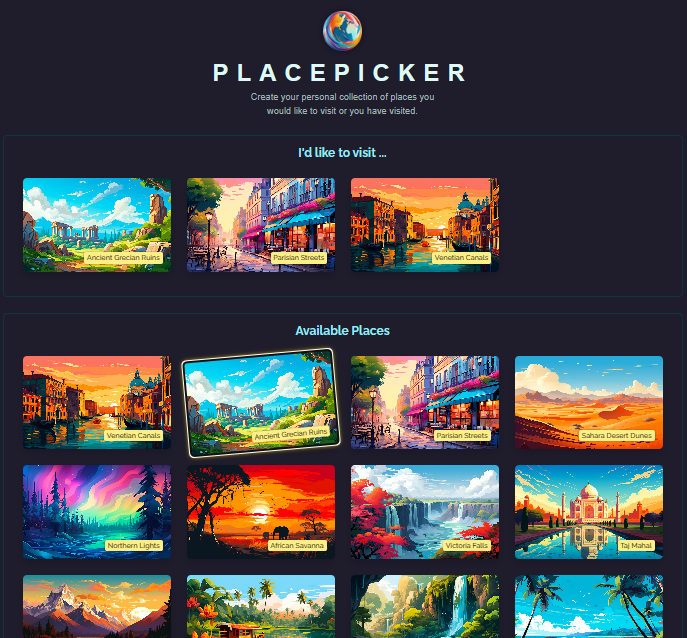 PLACEPICKER
Create your personal collection of places you
would like to visit or you have visited.
I'd like to visit ...
Ancient Grecian Ruins
Parisian Streets
Venetian Canals
Available Places
Venetian Canals
Ancient Grecian Ruins
Parisian Streets
Sahara Desert Dunes
Northern Lights
African Savanna
Victoria Falls
Taj Mahal